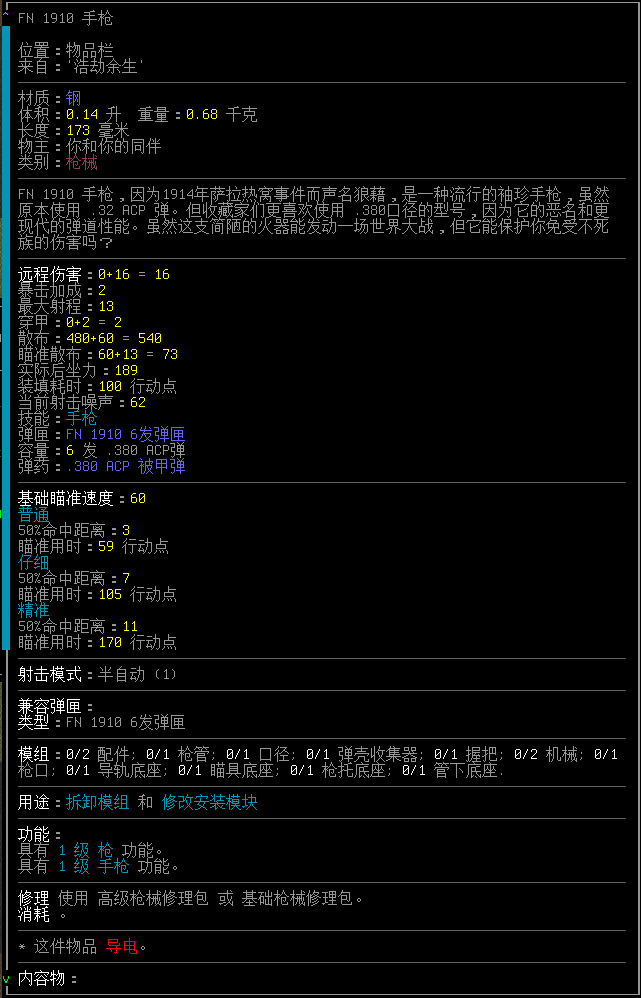 FN 1910 手枪
位置：物品栏
来自：'浩劫余生'
材质：钢
体积：0.14 升 重量：0.68 千克
长度：173 毫米
物主：你和你的同伴
类别：枪械
FN 1910 手枪，因为1914年萨拉热窝事件而声名狼藉，是一种流行的袖珍手枪，虽然
原本使用 .32 ACP 弹。但收藏家们更喜欢使用 .380口径的型号，因为它的恶名和更
现代的弹道性能。虽然这支简陋的火器能发动一场世界大战，但它能保护你免受不死
族的伤害吗？
远程伤害：0+16 = 16
暴击加成：2
最大射程：13
穿甲：0+2 = 2
散布：480+60 = 540
瞄准散布：60+13 = 73
实际后坐力：189
装填耗时：100 行动点
当前射击噪声：62
技能：手枪
弹匣：FN 1910 6发弹匣
容量：6 发 .380 ACP弹
弹药：.380 ACP 被甲弹
基础瞄准速度：60
普通
50%命中距离：3
瞄准用时：59 行动点
仔细
50%命中距离：7
瞄准用时：105 行动点
精准
50%命中距离：11
瞄准用时：170 行动点
射击模式：半自动 (1)
兼容弹匣：
类型：FN 1910 6发弹匣
模组：0/2 配件; 0/1 枪管; 0/1 口径; 0/1 弹壳收集器; 0/1 握把; 0/2 机械; 0/1
枪口; 0/1 导轨底座; 0/1 瞄具底座; 0/1 枪托底座; 0/1 管下底座.
用途：拆卸模组 和 修改安装模块
功能：
具有 1 级 枪 功能。
具有 1 级 手枪 功能。
修理 使用 高级枪械修理包 或 基础枪械修理包。
消耗 。
* 这件物品 导电。
内容物：